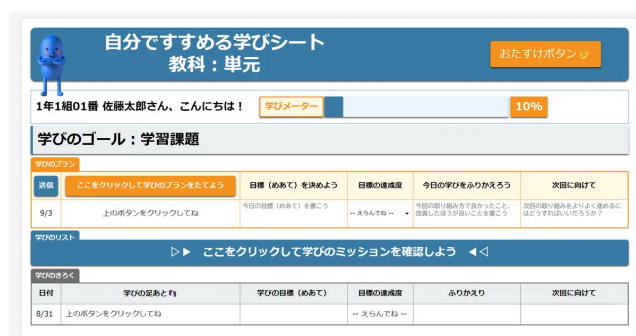 自分ですすめる学びシート
教科：単元
おたすけボタン
1年1組01番 佐藤太郎さん、こんにちは！ 学びメーター 10%
学びのゴール：学習課題
学びのプラン
送信 ここをクリックして学びのプランをたてよう 目標（めあて）を決めよう 目標の達成度 今日の学びをふりかえろう 次回に向けて
9/3 上のボタンをクリックしてね 今日の目標（めあて）を書こう -- えらんでね -- 今回の取り組み方で良かったこと、改善したほうが良いことを書こう 次回の取り組みをよりよく進めるにはどうすればいいだろうか？
学びのリスト
▷▶ ここをクリックして学びのミッションを確認しよう ◀◁
学びのきろく
日付 学びの足あと 学びの目標（めあて） 目標の達成度 ふりかえり 次回に向けて
8/31 上のボタンをクリックしてね -- えらんでね --